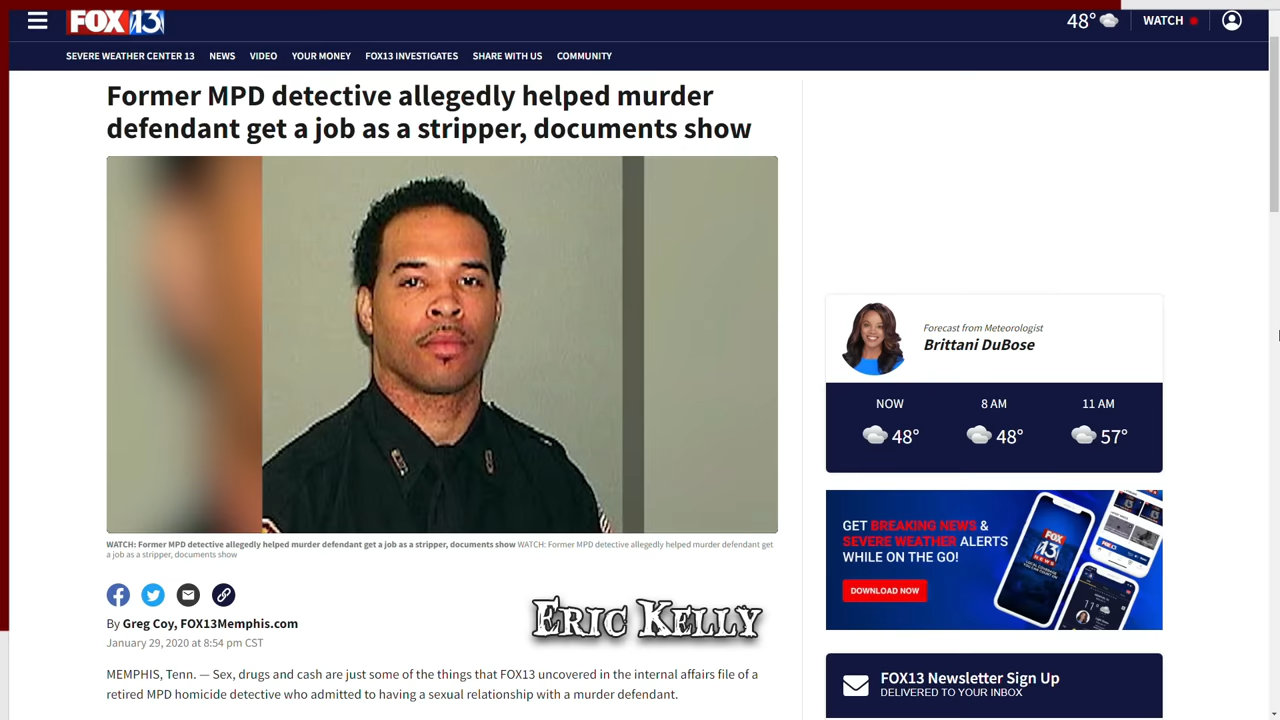 FOX 13
48°
WATCH
SEVERE WEATHER CENTER 13 NEWS VIDEO YOUR MONEY FOX13 INVESTIGATES SHARE WITH US COMMUNITY
Former MPD detective allegedly helped murder
defendant get a job as a stripper, documents show
WATCH: Former MPD detective allegedly helped murder defendant get a job as a stripper, documents show WATCH: Former MPD detective allegedly helped murder defendant get
a job as a stripper, documents show
By Greg Coy, FOX13Memphis.com
January 29, 2020 at 8:54 pm CST
ERIC KELLY
MEMPHIS, Tenn. — Sex, drugs and cash are just some of the things that FOX13 uncovered in the internal affairs file of a
retired MPD homicide detective who admitted to having a sexual relationship with a murder defendant.
Forecast from Meteorologist
Brittani DuBose
NOW 8 AM 11 AM
48° 48° 57°
GET BREAKING NEWS &
SEVERE WEATHER ALERTS
WHILE ON THE GO!
DOWNLOAD NOW
FOX
13
NEWS
11°
FOX13 Newsletter Sign Up
DELIVERED TO YOUR INBOX